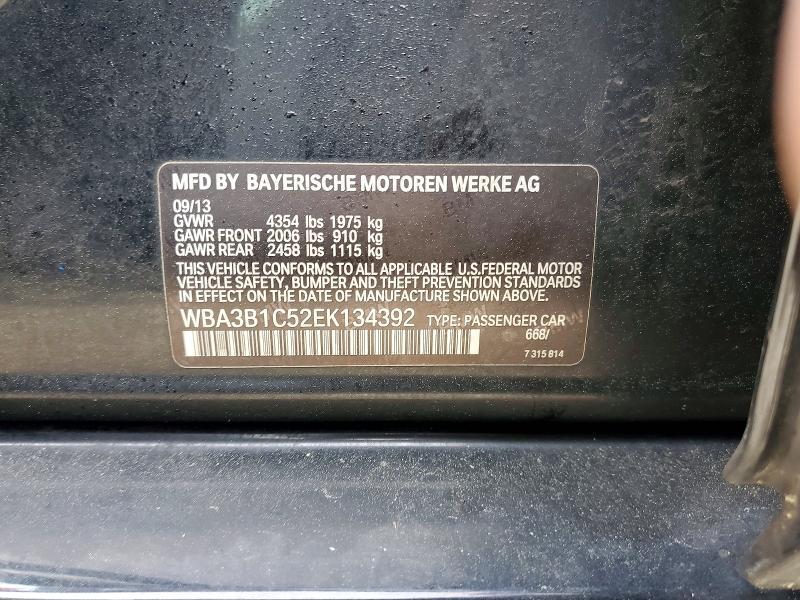 MFD BY BAYERISCHE MOTOREN WERKE AG
09/13
GVWR 4354 lbs 1975 kg
GAWR FRONT 2006 lbs 910 kg
GAWR REAR 2458 lbs 1115 kg
THIS VEHICLE CONFORMS TO ALL APPLICABLE U.S.FEDERAL MOTOR
VEHICLE SAFETY, BUMPER AND THEFT PREVENTION STANDARDS
IN EFFECT ON THE DATE OF MANUFACTURE SHOWN ABOVE.
WBA3B1C52EK134392 TYPE: PASSENGER CAR
668/
7 315 814